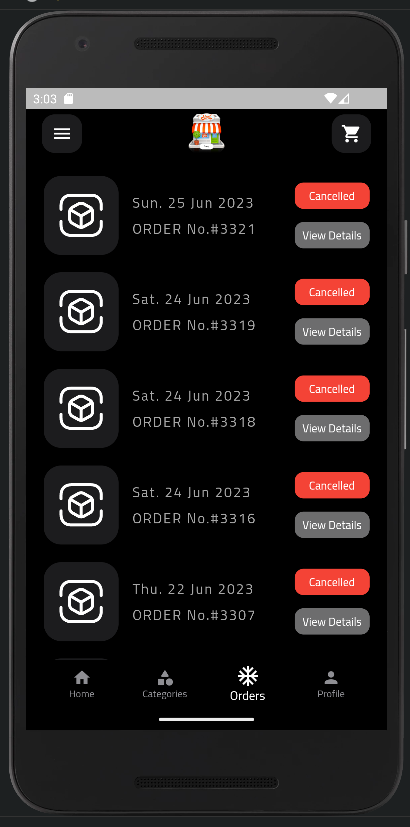 3:03
Sun. 25 Jun 2023
Cancelled
ORDER No.#3321
View Details
Sat. 24 Jun 2023
Cancelled
ORDER No.#3319
View Details
Sat. 24 Jun 2023
Cancelled
ORDER No.#3318
View Details
Sat. 24 Jun 2023
Cancelled
ORDER No.#3316
View Details
Thu. 22 Jun 2023
Cancelled
ORDER No.#3307
View Details
Home
Categories
Orders
Profile